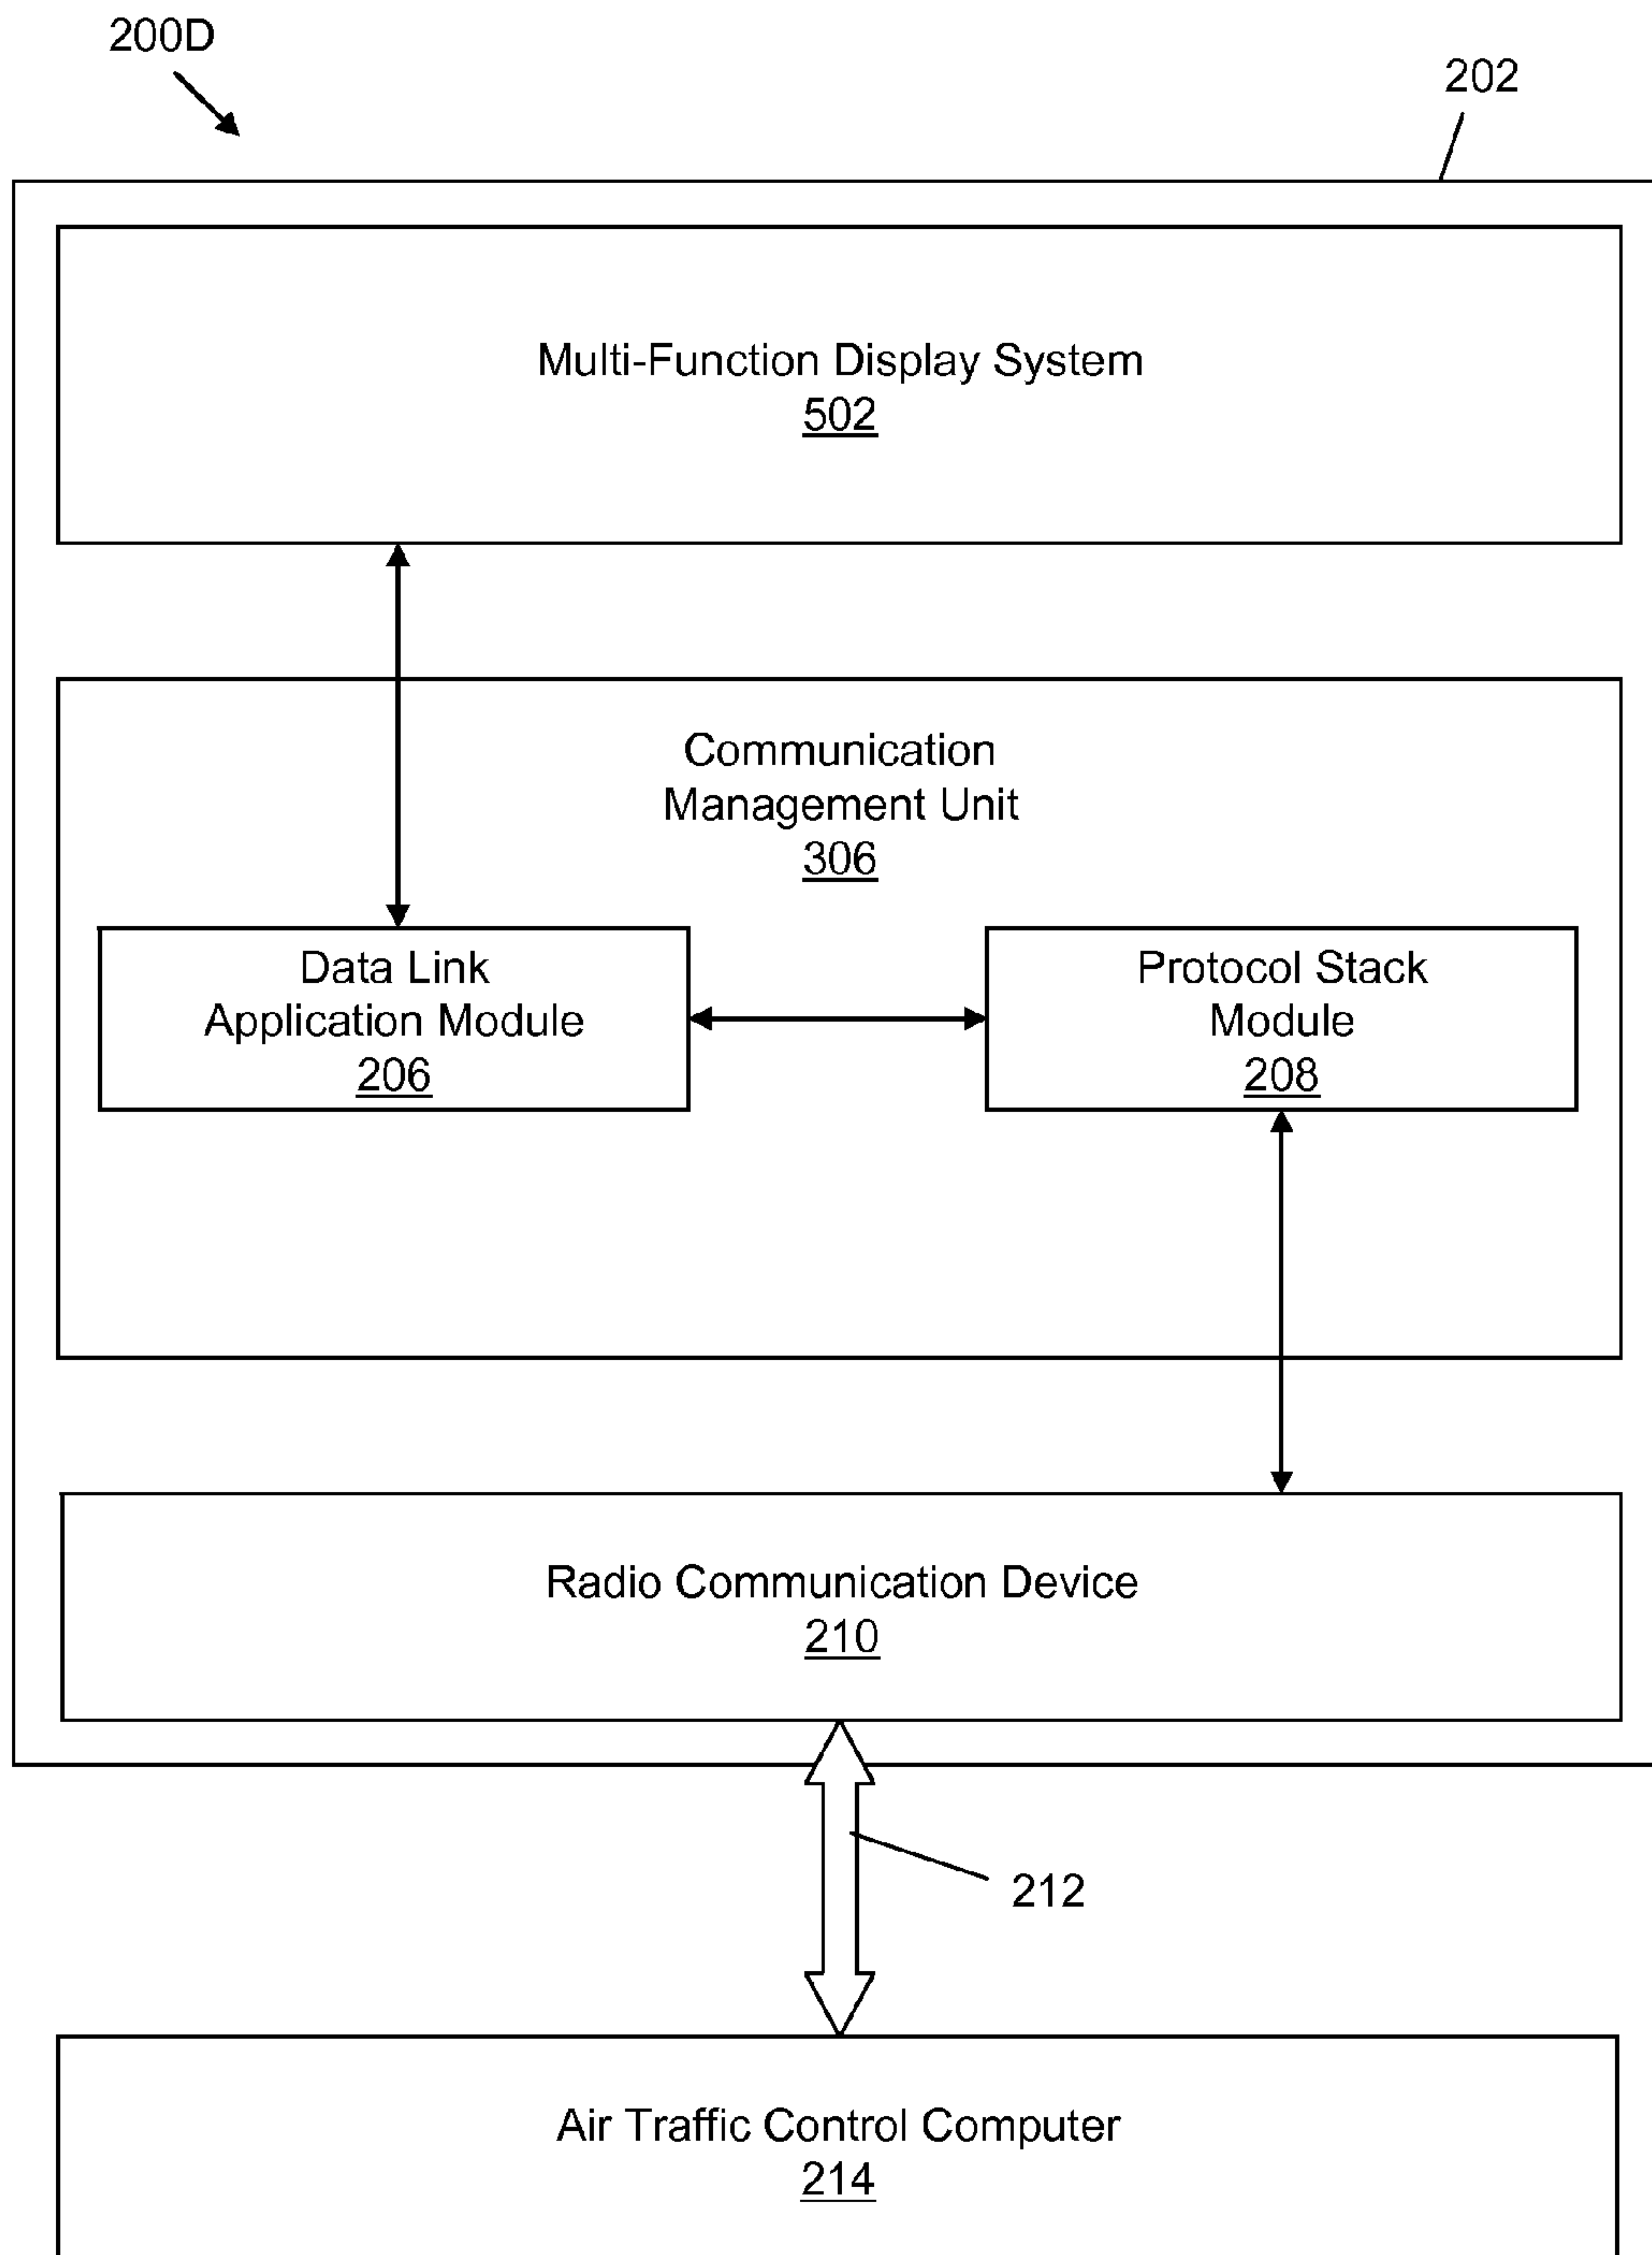 200D
202
Multi-Function Display System
502
Communication
Management Unit
306
Data Link
Application Module
206
Protocol Stack
Module
208
Radio Communication Device
210
212
Air Traffic Control Computer
214